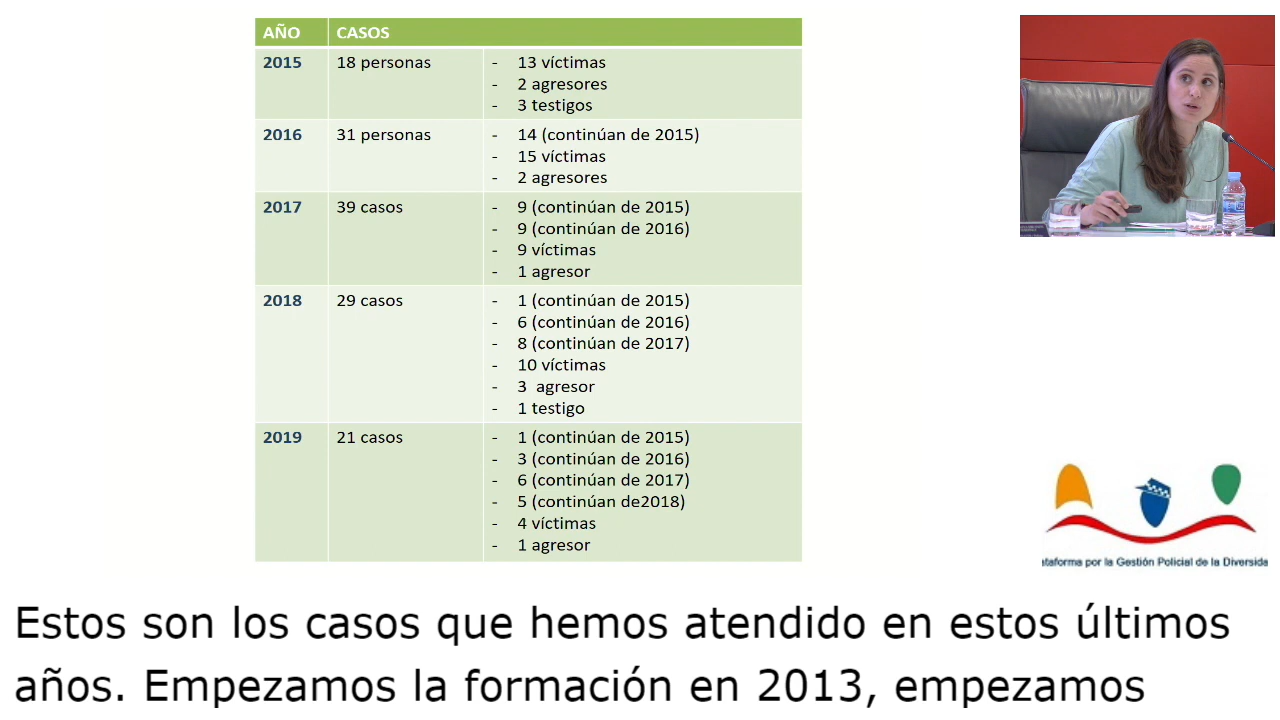 AÑO CASOS
2015 18 personas - 13 víctimas
- 2 agresores
- 3 testigos
2016 31 personas - 14 (continúan de 2015)
- 15 víctimas
- 2 agresores
2017 39 casos - 9 (continúan de 2015)
- 9 (continúan de 2016)
- 9 víctimas
- 1 agresor
2018 29 casos - 1 (continúan de 2015)
- 6 (continúan de 2016)
- 8 (continúan de 2017)
- 10 víctimas
- 3 agresor
- 1 testigo
2019 21 casos - 1 (continúan de 2015)
- 3 (continúan de 2016)
- 6 (continúan de 2017)
- 5 (continúan de2018)
- 4 víctimas
- 1 agresor
ataforma por la Gestión Policial de la Diversida
Estos son los casos que hemos atendido en estos últimos
años. Empezamos la formación en 2013, empezamos